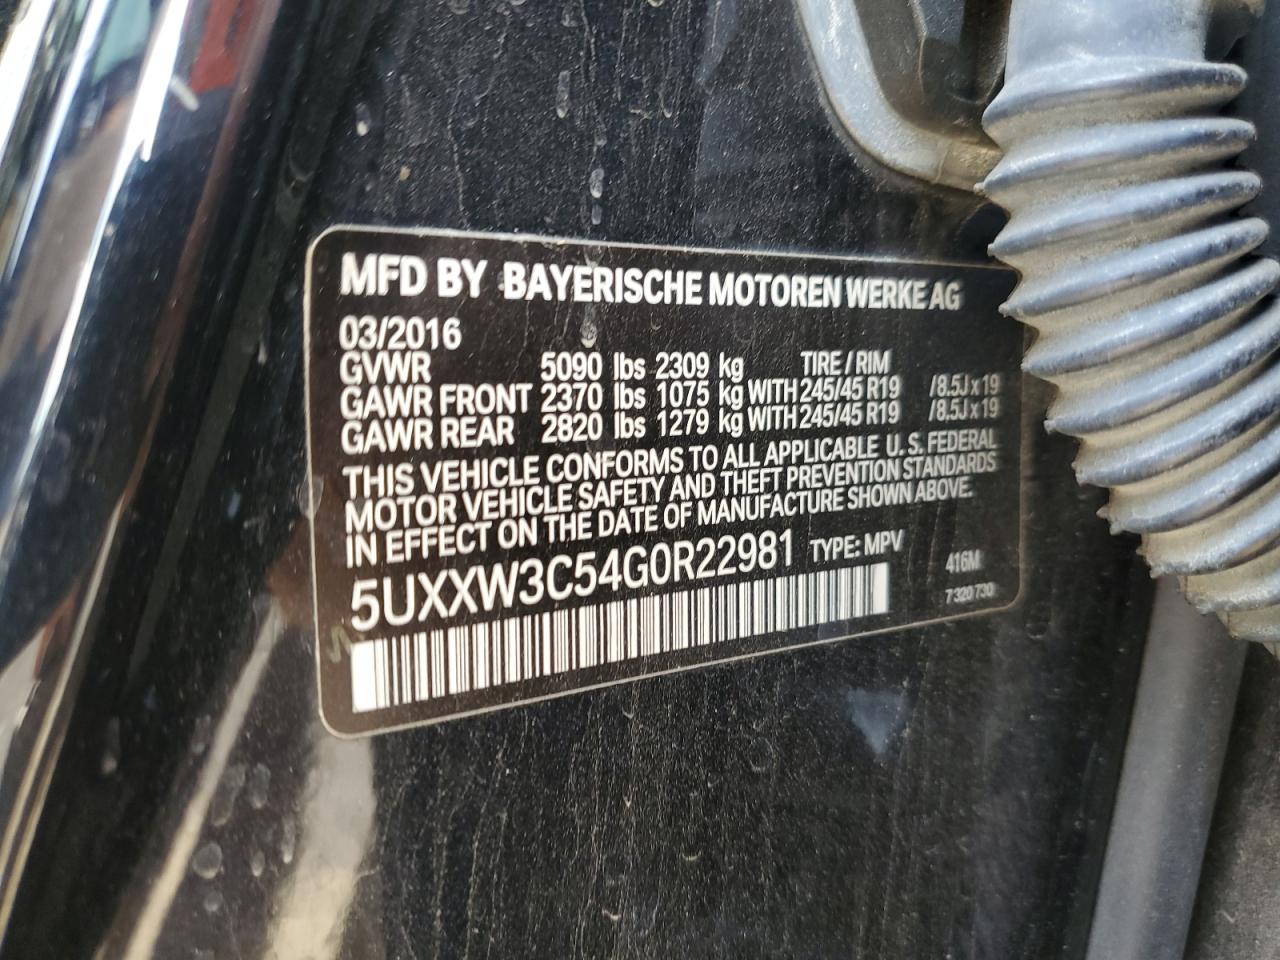 MFD BY BAYERISCHE MOTOREN WERKE AG
03/2016
GVWR 5090 lbs 2309 kg TIRE / RIM
GAWR FRONT 2370 lbs 1075 kg WITH 245/45 R19 /8.5J x 19
GAWR REAR 2820 lbs 1279 kg WITH 245/45 R19 /8.5J x 19
THIS VEHICLE CONFORMS TO ALL APPLICABLE U.S. FEDERAL
MOTOR VEHICLE SAFETY AND THEFT PREVENTION STANDARDS
IN EFFECT ON THE DATE OF MANUFACTURE SHOWN ABOVE.
5UXXW3C54G0R22981 TYPE: MPV
416M
7 320 730